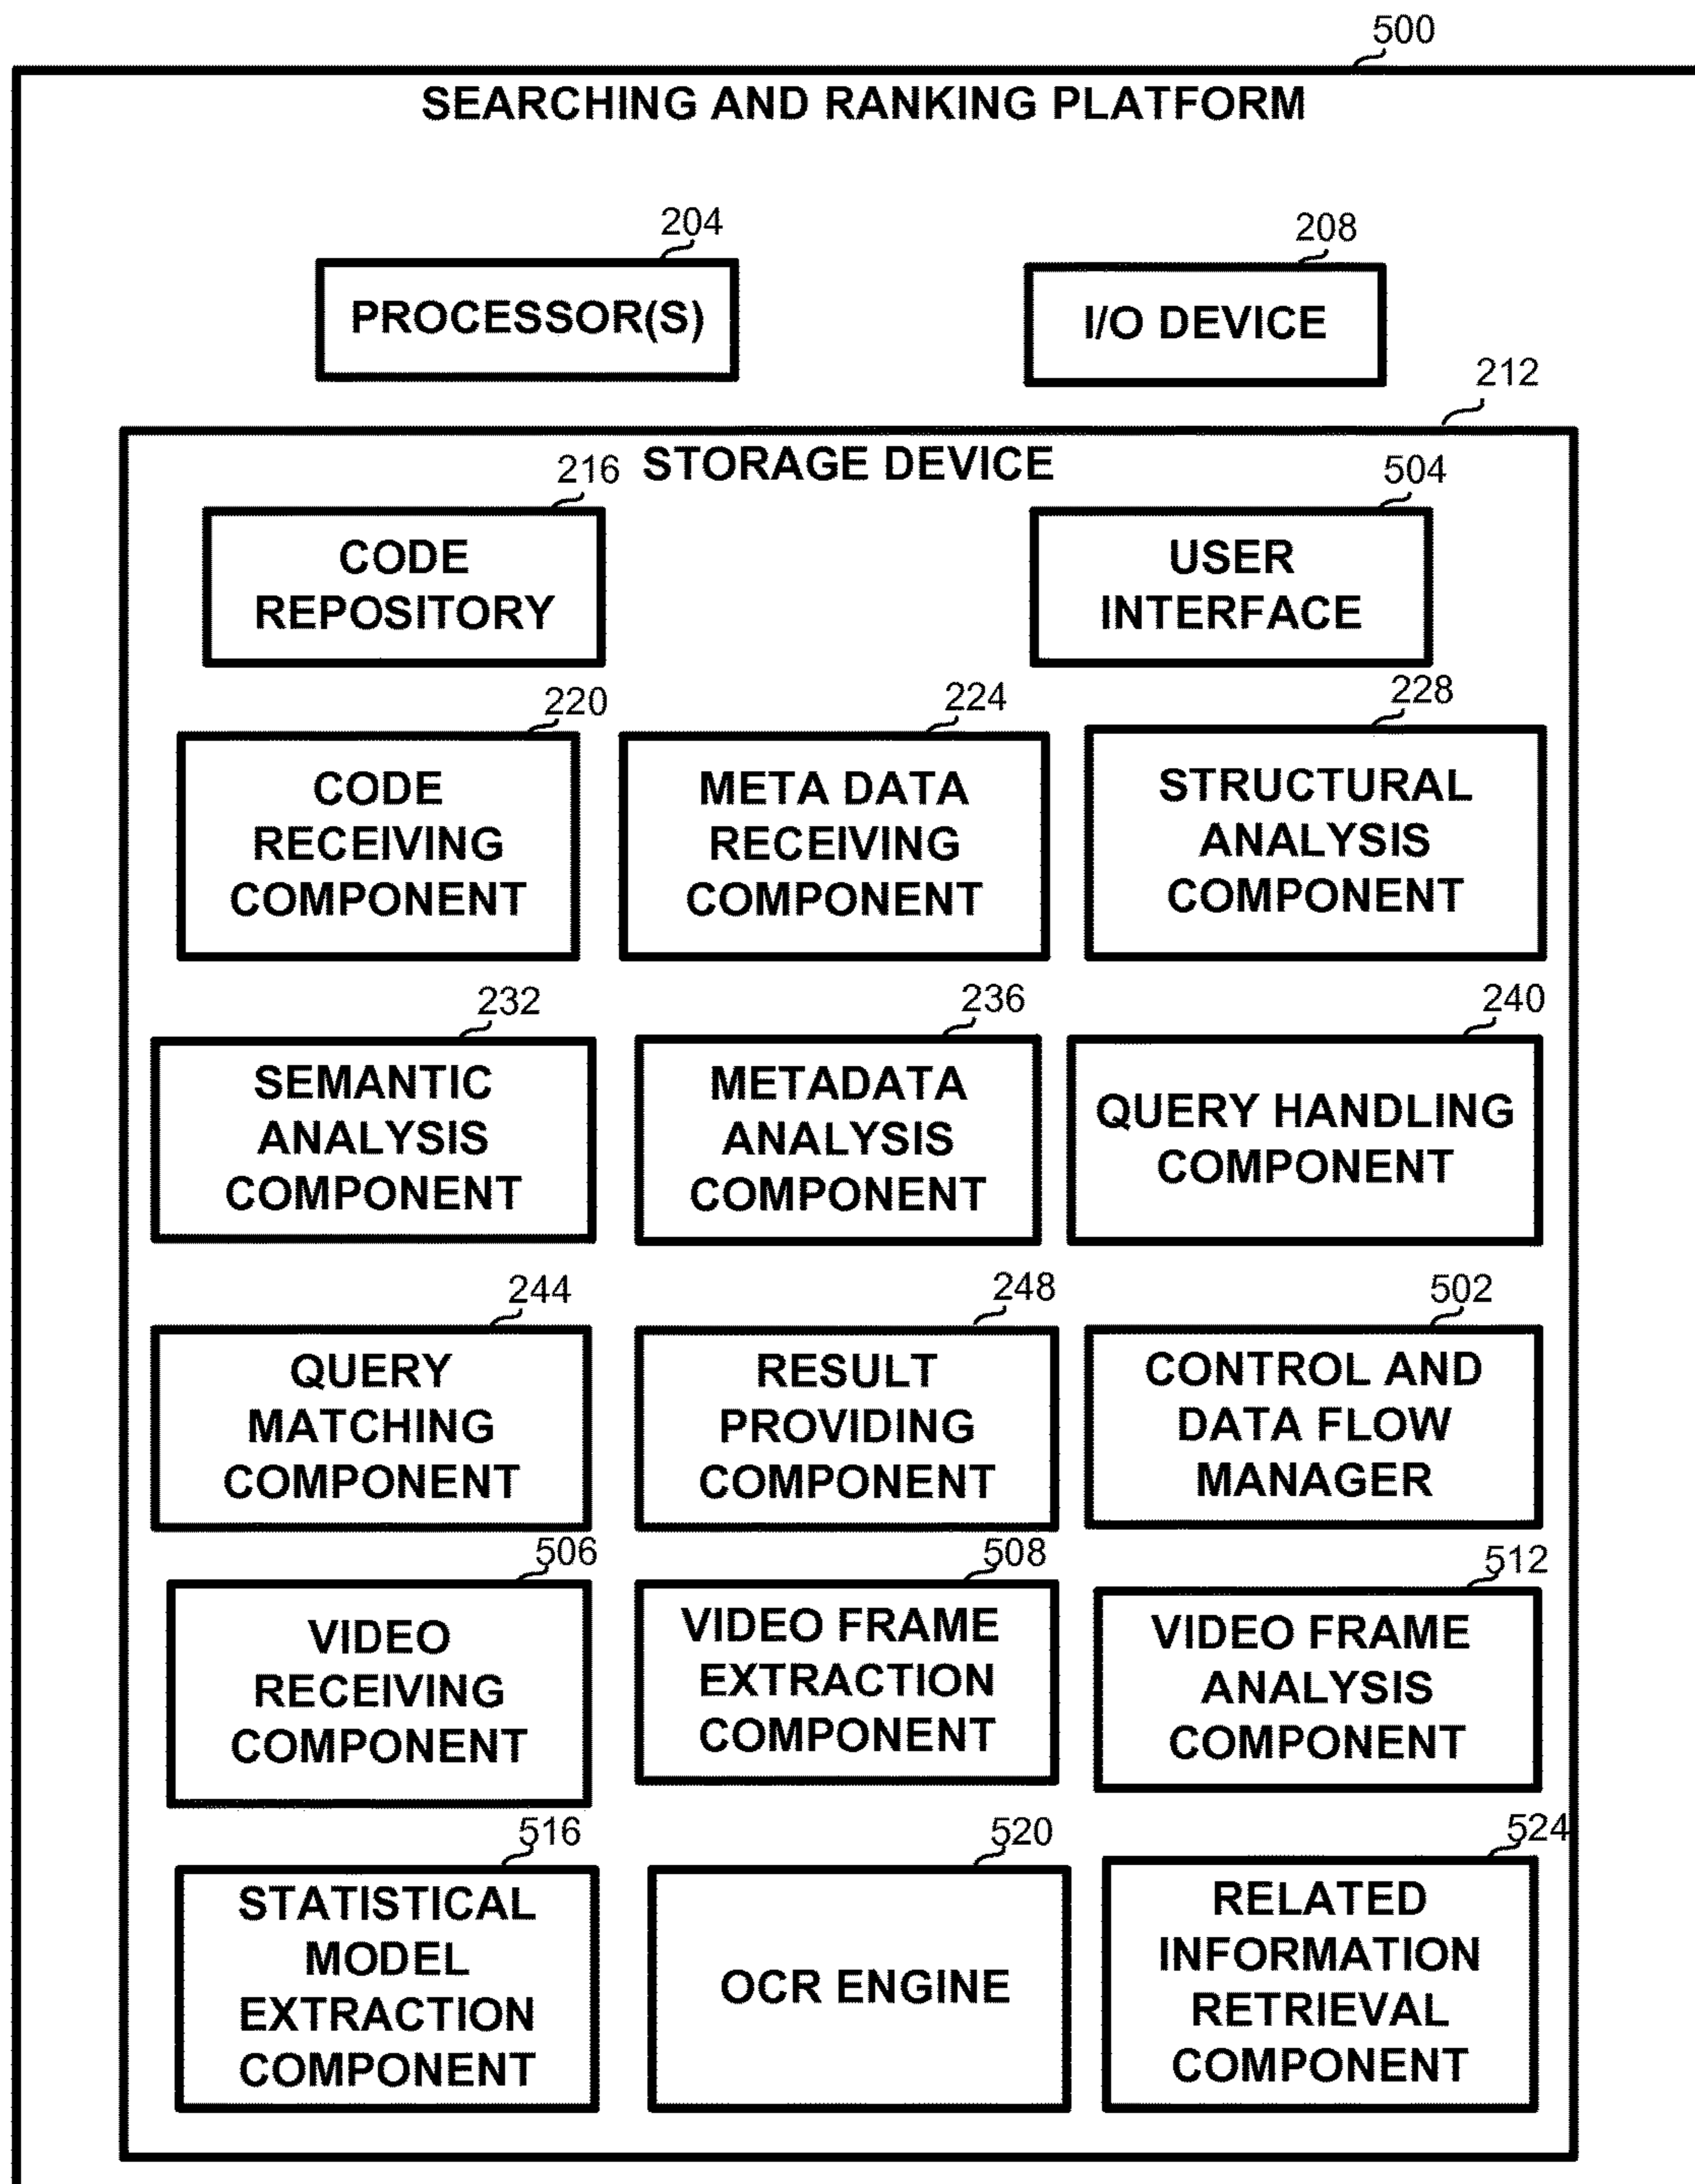 500
SEARCHING AND RANKING PLATFORM
204
PROCESSOR(S)
208
I/O DEVICE
212
STORAGE DEVICE
216
CODE
REPOSITORY
504
USER
INTERFACE
220
CODE
RECEIVING
COMPONENT
224
META DATA
RECEIVING
COMPONENT
228
STRUCTURAL
ANALYSIS
COMPONENT
232
SEMANTIC
ANALYSIS
COMPONENT
236
METADATA
ANALYSIS
COMPONENT
240
QUERY HANDLING
COMPONENT
244
QUERY
MATCHING
COMPONENT
248
RESULT
PROVIDING
COMPONENT
502
CONTROL AND
DATA FLOW
MANAGER
506
VIDEO
RECEIVING
COMPONENT
508
VIDEO FRAME
EXTRACTION
COMPONENT
512
VIDEO FRAME
ANALYSIS
COMPONENT
516
STATISTICAL
MODEL
EXTRACTION
COMPONENT
520
OCR ENGINE
524
RELATED
INFORMATION
RETRIEVAL
COMPONENT